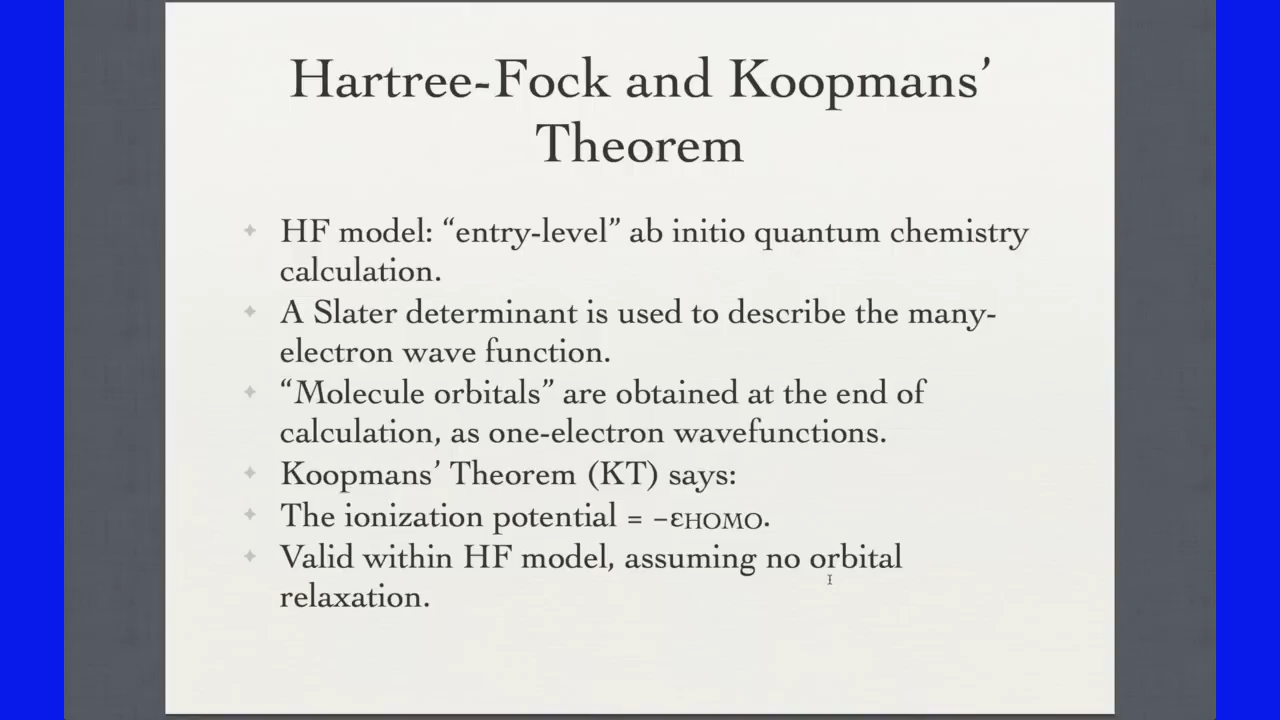 Hartree-Fock and Koopmans’
Theorem
HF model: “entry-level” ab initio quantum chemistry
calculation.
A Slater determinant is used to describe the many-
electron wave function.
“Molecule orbitals” are obtained at the end of
calculation, as one-electron wavefunctions.
Koopmans’ Theorem (KT) says:
The ionization potential = −εHOMO.
Valid within HF model, assuming no orbital
relaxation.